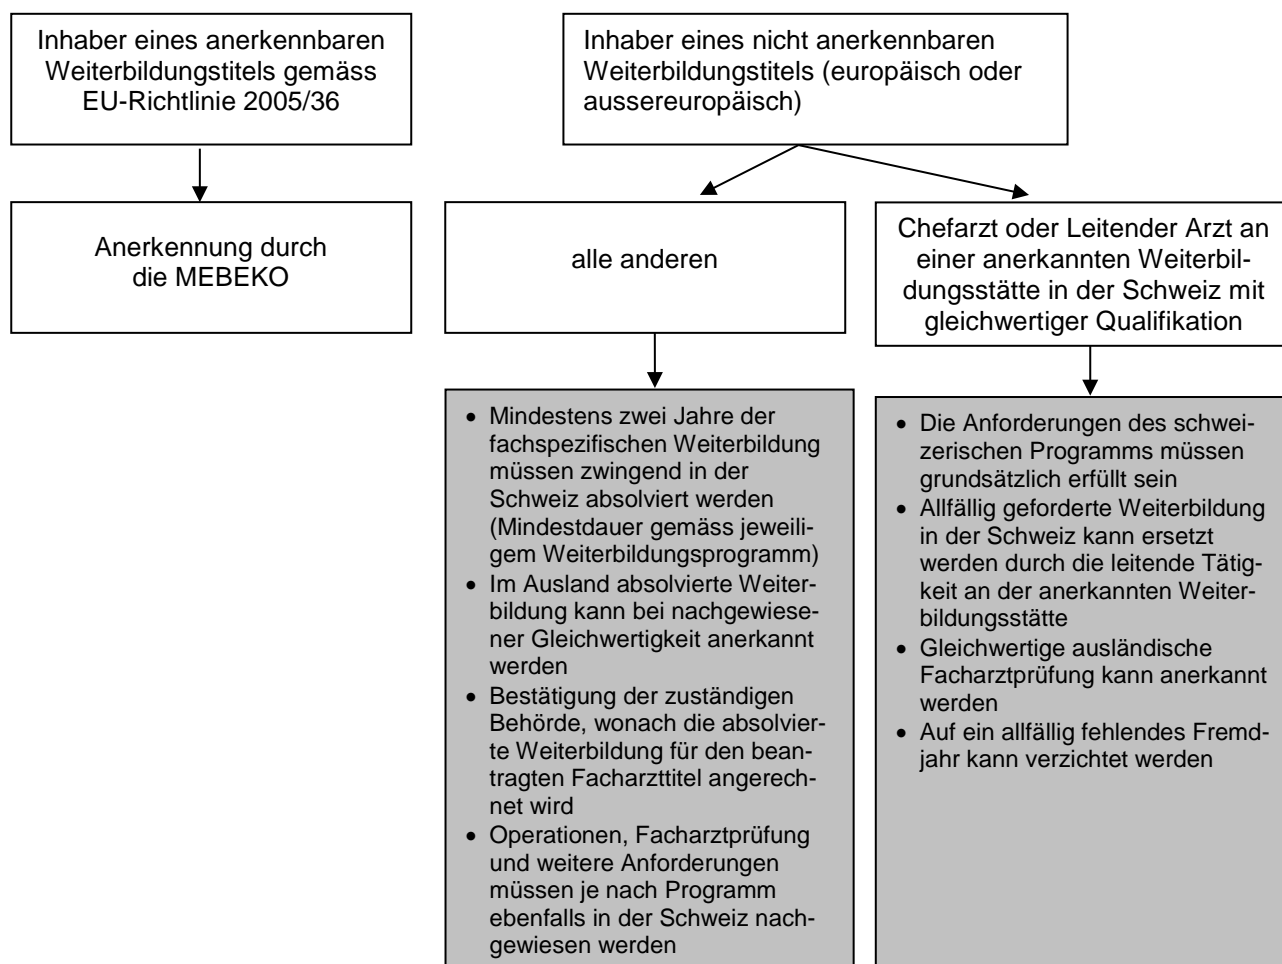 Inhaber eines anerkennbaren
Weiterbildungstitels gemäss
EU-Richtlinie 2005/36
Inhaber eines nicht anerkennbaren
Weiterbildungstitels (europäisch oder
aussereuropäisch)
Anerkennung durch
die MEBEKO
alle anderen
Chefarzt oder Leitender Arzt an
einer anerkannten Weiterbil-
dungsstätte in der Schweiz mit
gleichwertiger Qualifikation
• Mindestens zwei Jahre der
fachspezifischen Weiterbildung
müssen zwingend in der
Schweiz absolviert werden
(Mindestdauer gemäss jeweili-
gem Weiterbildungsprogramm)
• Im Ausland absolvierte Weiter-
bildung kann bei nachgewiese-
ner Gleichwertigkeit anerkannt
werden
• Bestätigung der zuständigen
Behörde, wonach die absolvier-
te Weiterbildung für den bean-
tragten Facharzttitel angerech-
net wird
• Operationen, Facharztprüfung
und weitere Anforderungen
müssen je nach Programm
ebenfalls in der Schweiz nach-
gewiesen werden
• Die Anforderungen des schwei-
zerischen Programms müssen
grundsätzlich erfüllt sein
• Allfällig geforderte Weiterbildung
in der Schweiz kann ersetzt
werden durch die leitende Tätig-
keit an der anerkannten Weiter-
bildungsstätte
• Gleichwertige ausländische
Facharztprüfung kann anerkannt
werden
• Auf ein allfällig fehlendes Fremd-
jahr kann verzichtet werden